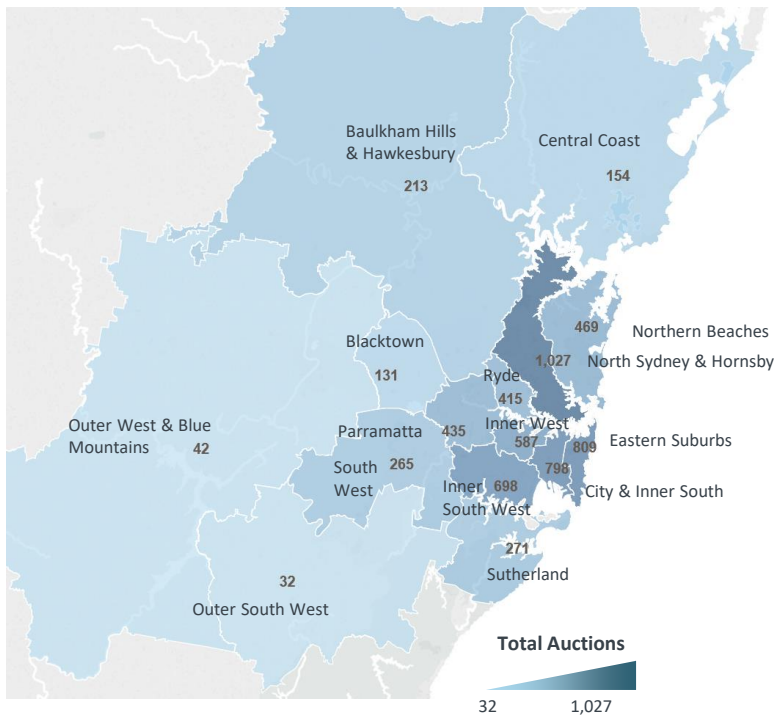 Baulkham Hills
& Hawkesbury
213
Central Coast
154
469
Northern Beaches
1,027
North Sydney & Hornsby
Blacktown
131
Ryde
415
Outer West & Blue
Mountains
42
Parramatta
435
Inner West
587
809
Eastern Suburbs
South
West
265
Inner
South West
698
798
City & Inner South
271
Sutherland
32
Outer South West
Total Auctions
32
1,027